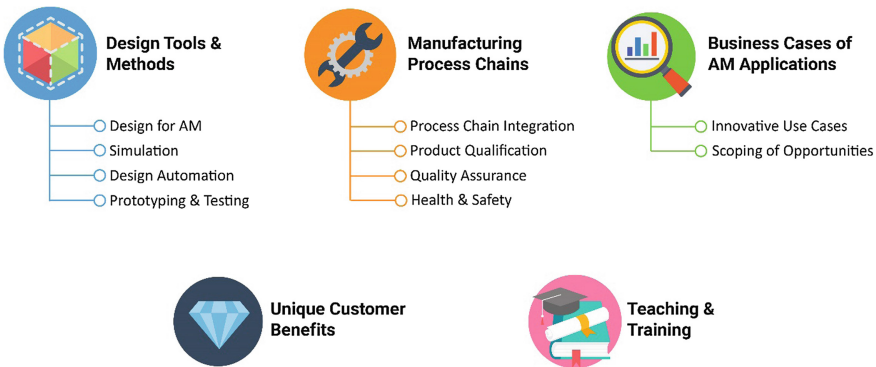 Design Tools &
Methods
Design for AM
Simulation
Design Automation
Prototyping & Testing
Manufacturing
Process Chains
Process Chain Integration
Product Qualification
Quality Assurance
Health & Safety
Business Cases of
AM Applications
Innovative Use Cases
Scoping of Opportunities
Unique Customer
Benefits
Teaching &
Training